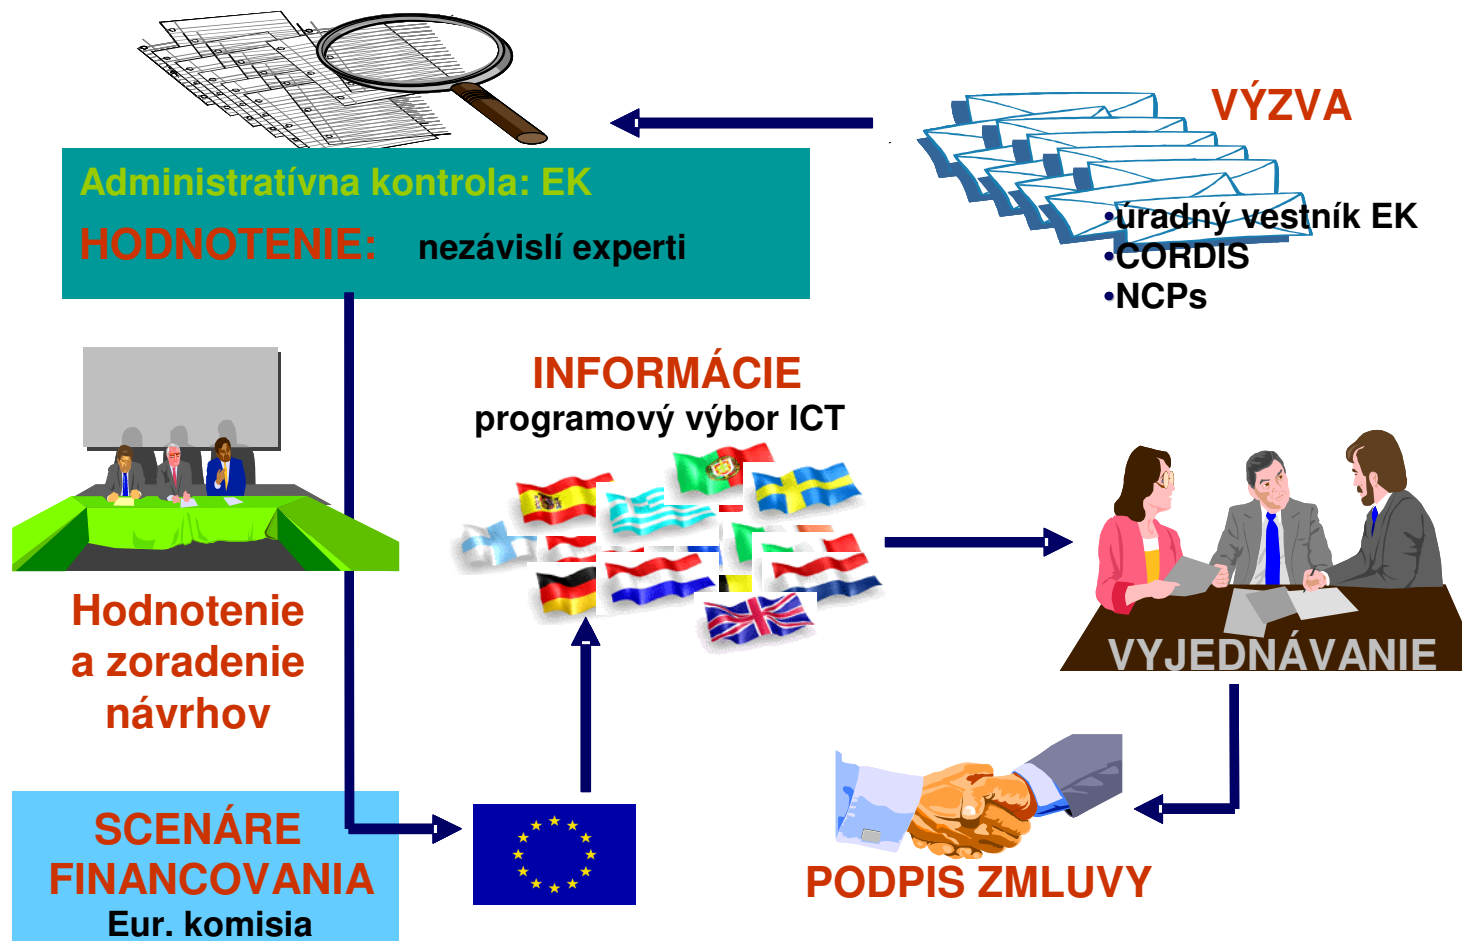 VÝZVA
•úradný vestník EK
•CORDIS
•NCPs
Administratívna kontrola: EK
HODNOTENIE: nezávislí experti
Hodnotenie
a zoradenie
návrhov
SCENÁRE
FINANCOVANIA
Eur. komisia
INFORMÁCIE
programový výbor ICT
VYJEDNÁVANIE
PODPIS ZMLUVY